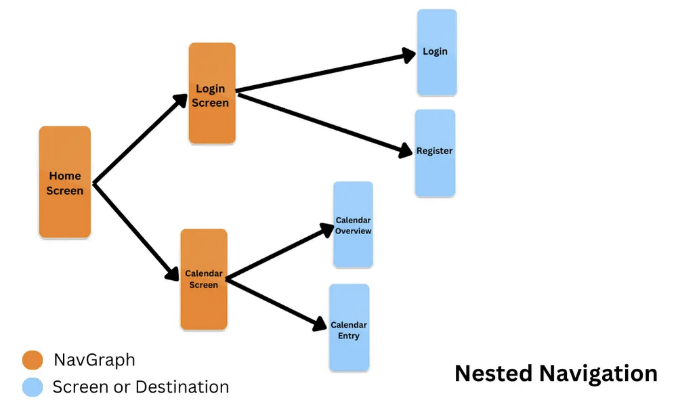 Login
Login
Screen
Register
Home
Screen
Calendar
Overview
Calendar
Screen
Calendar
Entry
NavGraph
Screen or Destination
Nested Navigation